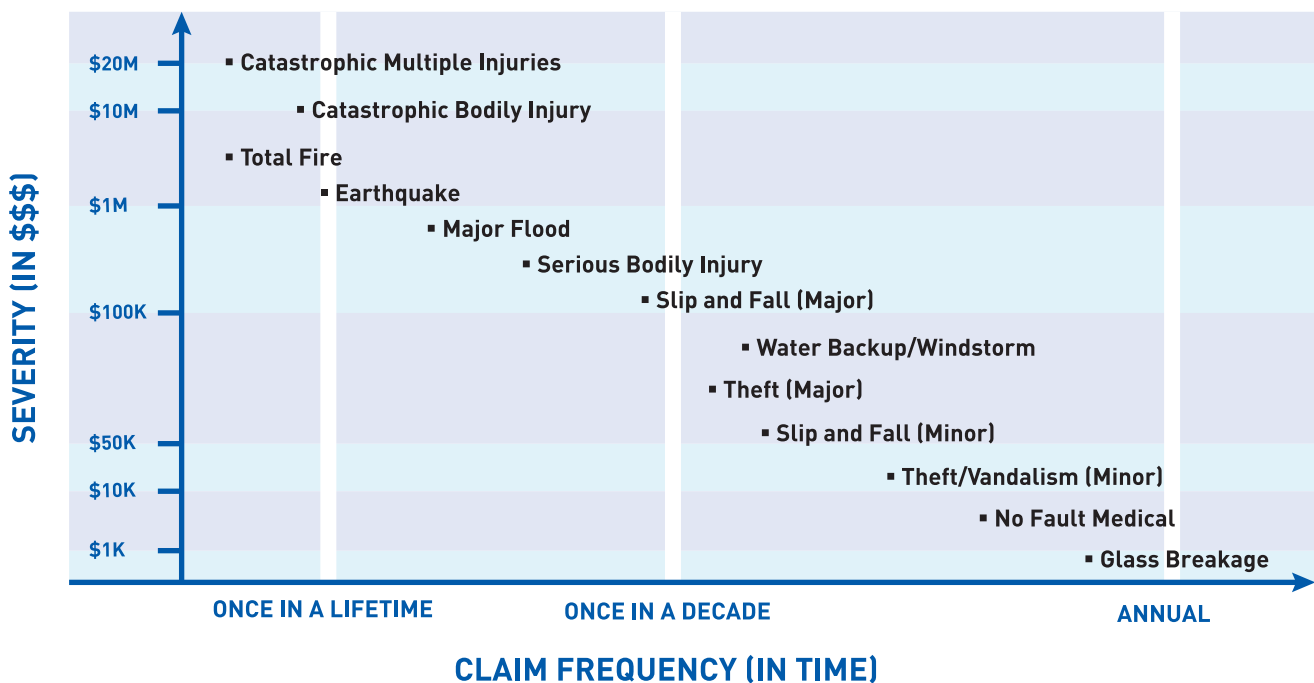 $20M
Catastrophic Multiple Injuries
$10M
Catastrophic Bodily Injury
Total Fire
Earthquake
$1M
Major Flood
Serious Bodily Injury
Slip and Fall (Major)
$100K
Water Backup/Windstorm
Theft (Major)
Slip and Fall (Minor)
$50K
Theft/Vandalism (Minor)
$10K
No Fault Medical
$1K
Glass Breakage
SEVERITY (IN $$$)
ONCE IN A LIFETIME
ONCE IN A DECADE
ANNUAL
CLAIM FREQUENCY (IN TIME)